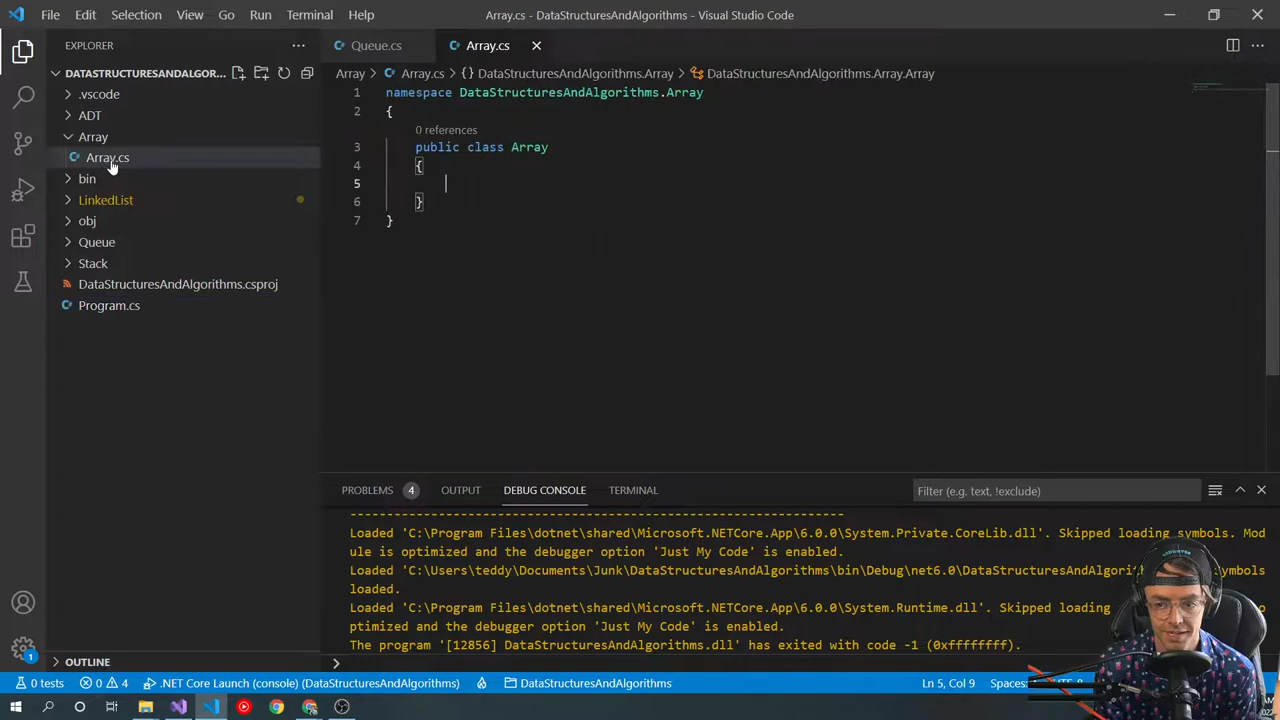 File Edit Selection View Go Run Terminal Help
Array.cs - DataStructuresAndAlgorithms - Visual Studio Code
EXPLORER
DATASTRUCTURESANDALGOR...
.vscode
ADT
Array
Array.cs
bin
LinkedList
obj
Queue
Stack
DataStructuresAndAlgorithms.csproj
Program.cs
OUTLINE
Queue.cs Array.cs
Array > Array.cs > {} DataStructuresAndAlgorithms.Array > DataStructuresAndAlgorithms.Array.Array
1 namespace DataStructuresAndAlgorithms.Array
2 {
0 references
3 public class Array
4 {
5
6 }
7 }
PROBLEMS 4 OUTPUT DEBUG CONSOLE TERMINAL
Filter (e.g. text, !exclude)
--------------------------------------------------------------------
Loaded 'C:\Program Files\dotnet\shared\Microsoft.NETCore.App\6.0.0\System.Private.CoreLib.dll'. Skipped loading symbols. Mod
ule is optimized and the debugger option 'Just My Code' is enabled.
Loaded 'C:\Users\teddy\Documents\Junk\DataStructuresAndAlgorithms\bin\Debug\net6.0\DataStructuresAndAlgorit symbols
loaded.
Loaded 'C:\Program Files\dotnet\shared\Microsoft.NETCore.App\6.0.0\System.Runtime.dll'. Skipped loading
ptimized and the debugger option 'Just My Code' is enabled.
The program '[12856] DataStructuresAndAlgorithms.dll' has exited with code -1 (0xffffffff).
>
1
0 tests 0 4 .NET Core Launch (console) (DataStructuresAndAlgorithms) DataStructuresAndAlgorithms Ln 5, Col 9 Spaces: